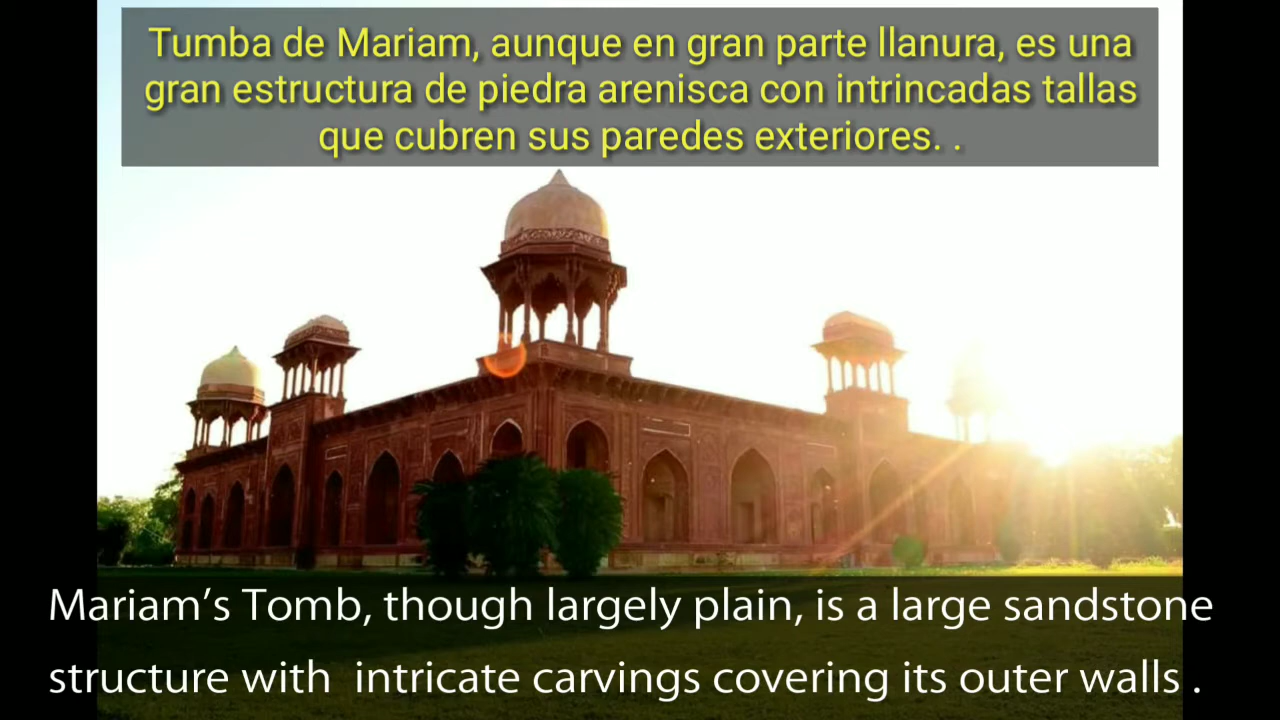 Tumba de Mariam, aunque en gran parte llanura, es una
gran estructura de piedra arenisca con intrincadas tallas
que cubren sus paredes exteriores. .
Mariam’s Tomb, though largely plain, is a large sandstone
structure with  intricate carvings covering its outer walls .